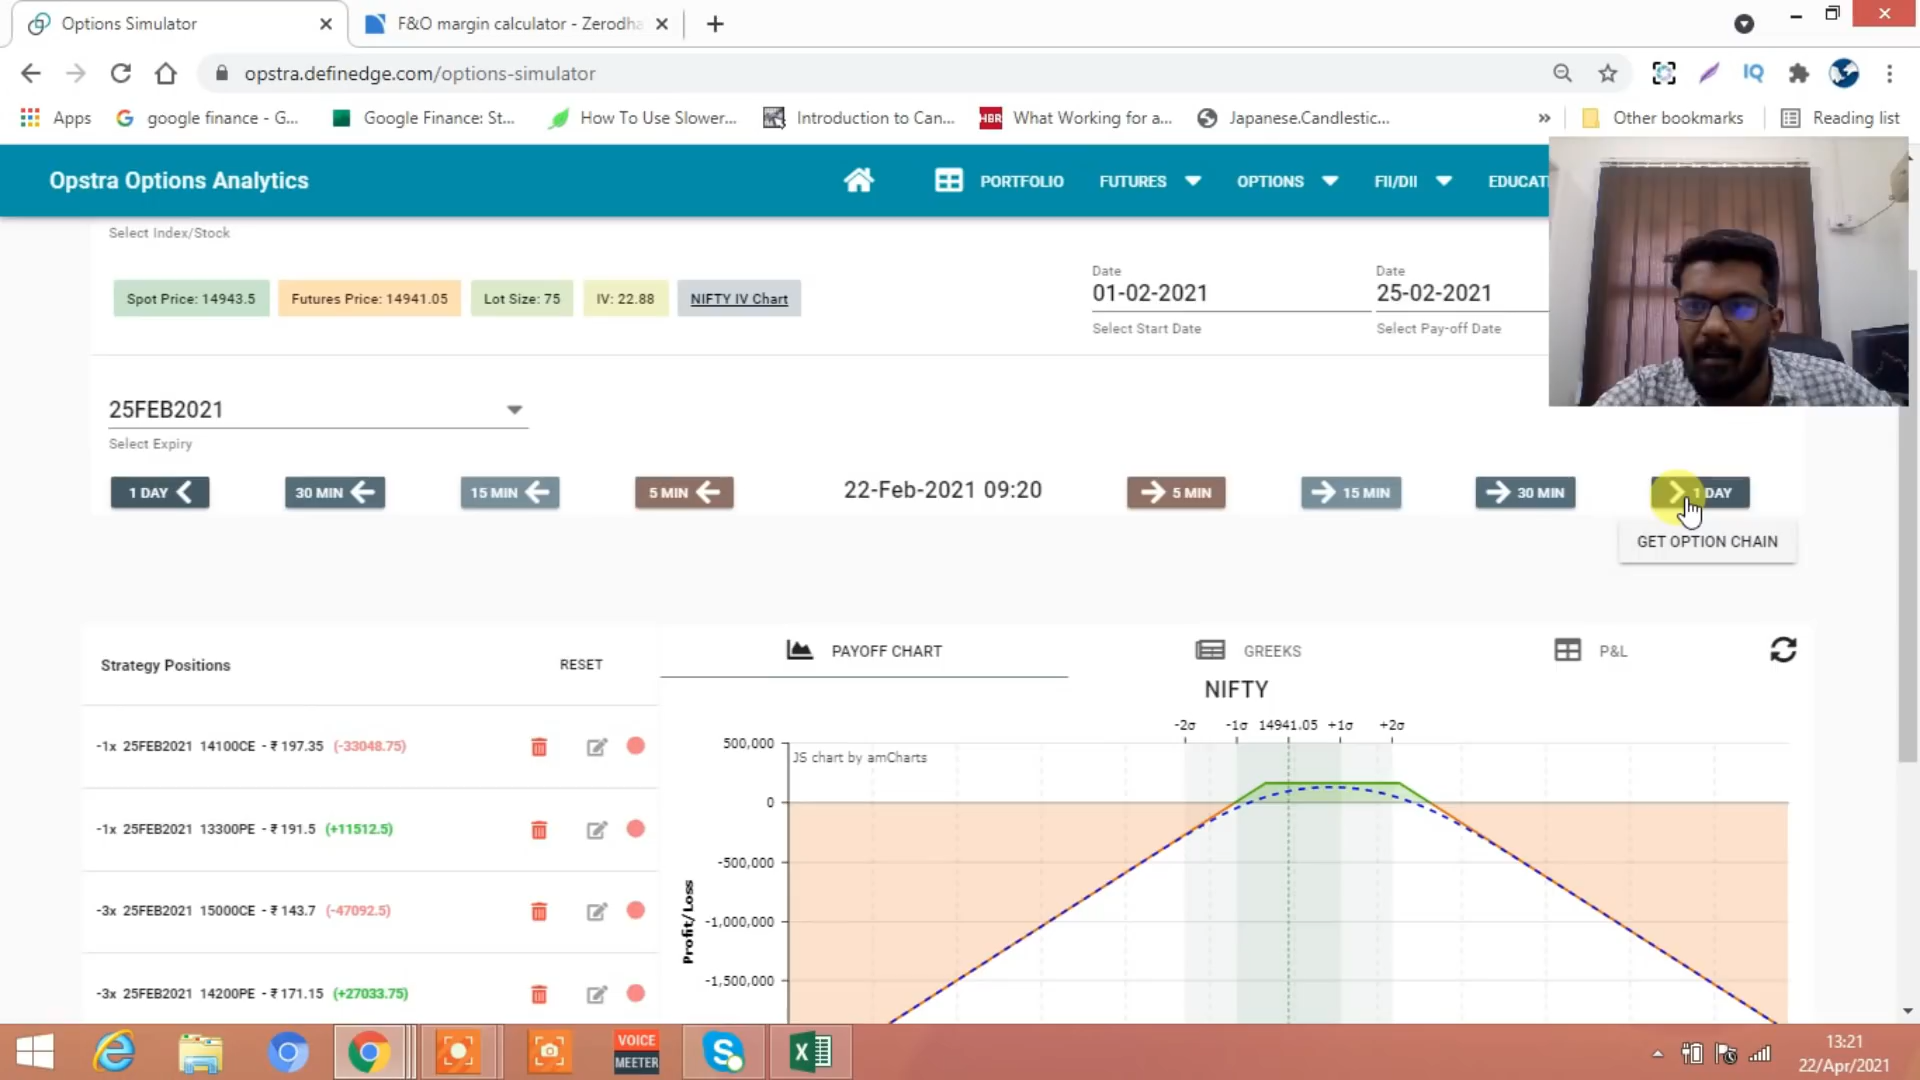 Options Simulator
F&O margin calculator - Zerodha
opstra.definedge.com/options-simulator
IQ
Apps
google finance - G...
Google Finance: St...
How To Use Slower...
Introduction to Can...
HBR What Working for a...
Japanese.Candlestic...
»
Other bookmarks
Reading list
Opstra Options Analytics
PORTFOLIO
FUTURES
OPTIONS
FII/DII
EDUCATI
Select Index/Stock
Spot Price: 14943.5
Futures Price: 14941.05
Lot Size: 75
IV: 22.88
NIFTY IV Chart
Date
01-02-2021
Select Start Date
Date
25-02-2021
Select Pay-off Date
25FEB2021
Select Expiry
1 DAY
30 MIN
15 MIN
5 MIN
22-Feb-2021 09:20
5 MIN
15 MIN
30 MIN
1 DAY
GET OPTION CHAIN
Strategy Positions
RESET
PAYOFF CHART
GREEKS
P&L
NIFTY
-2σ -1σ 14941.05 +1σ +2σ
JS chart by amCharts
500,000
0
-500,000
-1,000,000
-1,500,000
Profit/Loss
-1x 25FEB2021 14100CE - ₹ 197.35 (-33048.75)
-1x 25FEB2021 13300PE - ₹ 191.5 (+11512.5)
-3x 25FEB2021 15000CE - ₹ 143.7 (-47092.5)
-3x 25FEB2021 14200PE - ₹ 171.15 (+27033.75)
VOICE
MEETER
13:21
22/Apr/2021